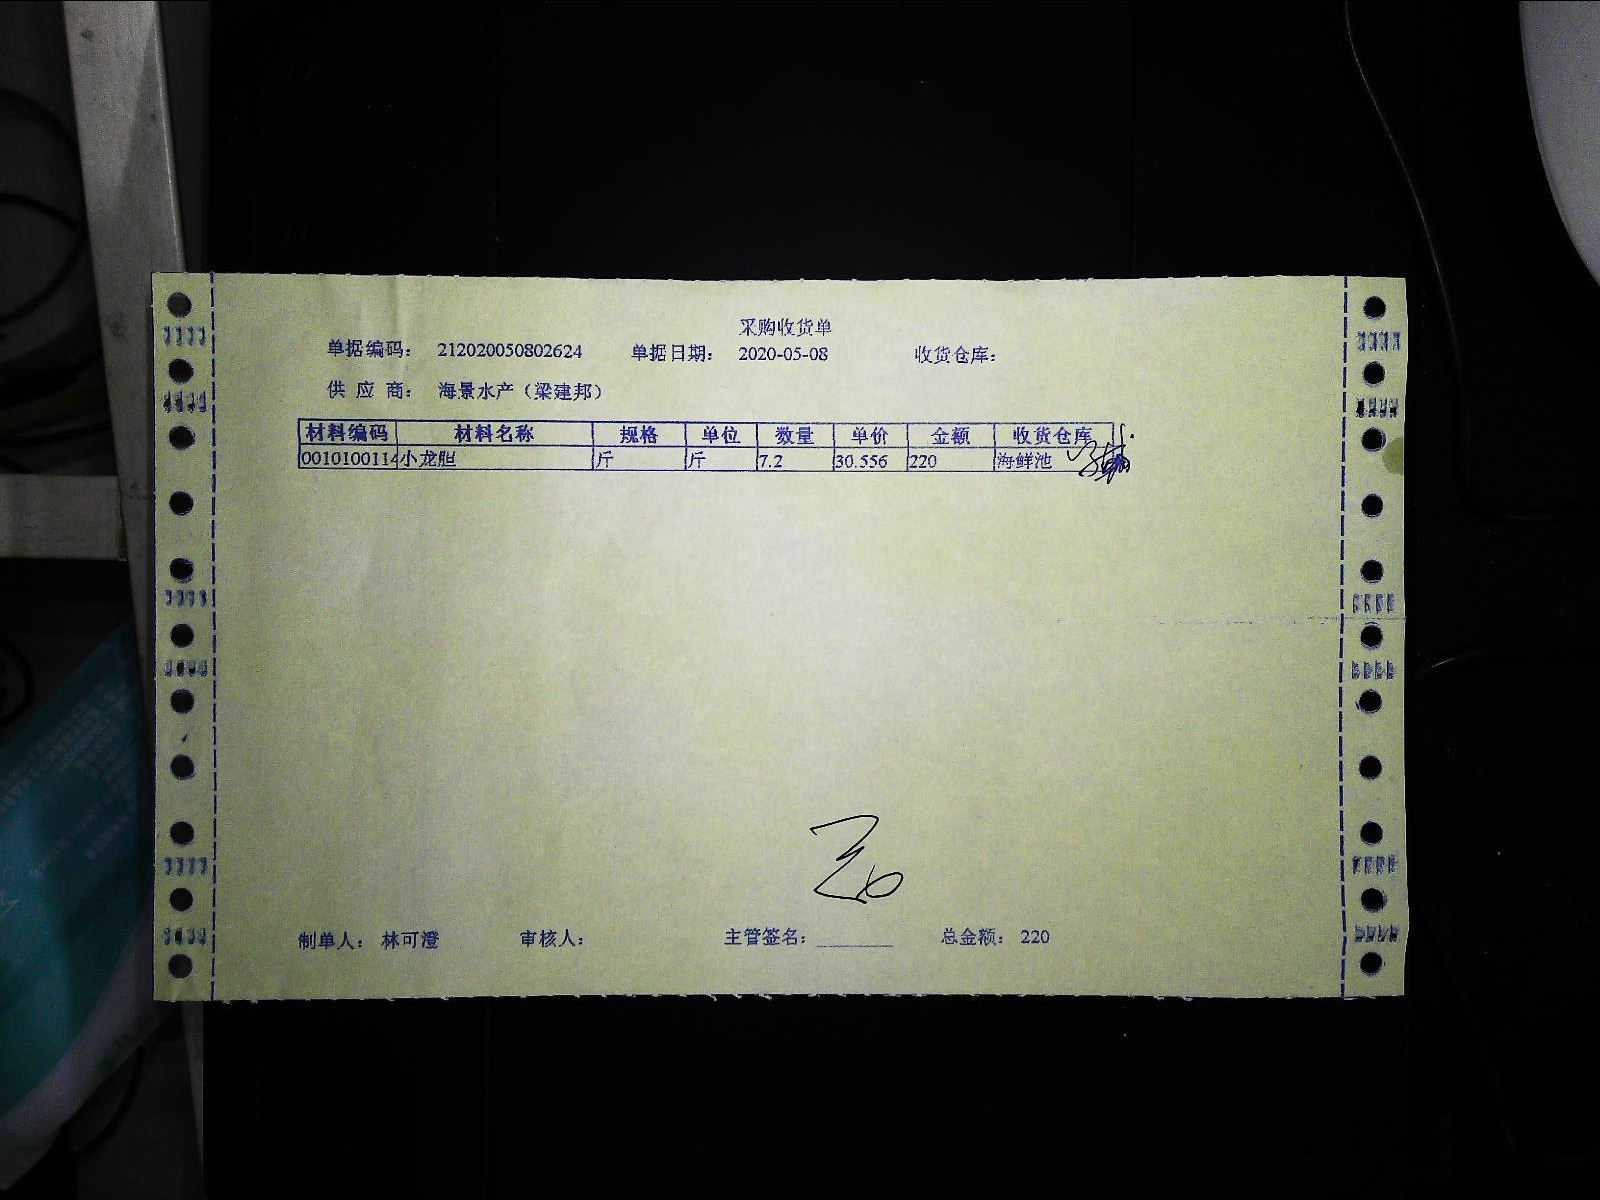 采购收货单
单据编码： 212020050802624 单据日期： 2020-05-08 收货仓库：
供 应 商： 海景水产（梁建邦）
材料编码 材料名称 规格 单位 数量 单价 金额 收货仓库
0010100114 小龙胆 斤 斤 7.2 30.556 220 海鲜池
制单人： 林可澄 审核人： 主管签名：________ 总金额： 220